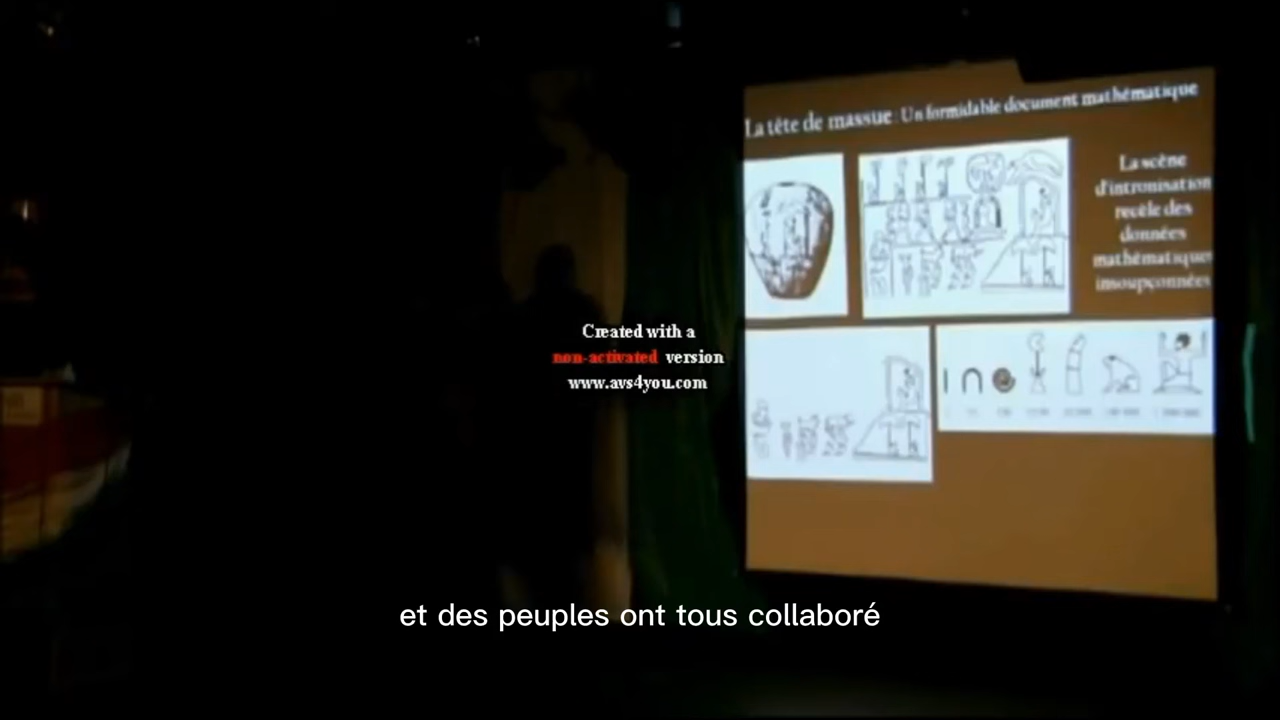 La tête de massue : Un formidable document mathématique
La scène
d'intronisation
recèle des
données
mathématiques
insoupçonnées
Created with a
non-activated version
www.avs4you.com
et des peuples ont tous collaboré